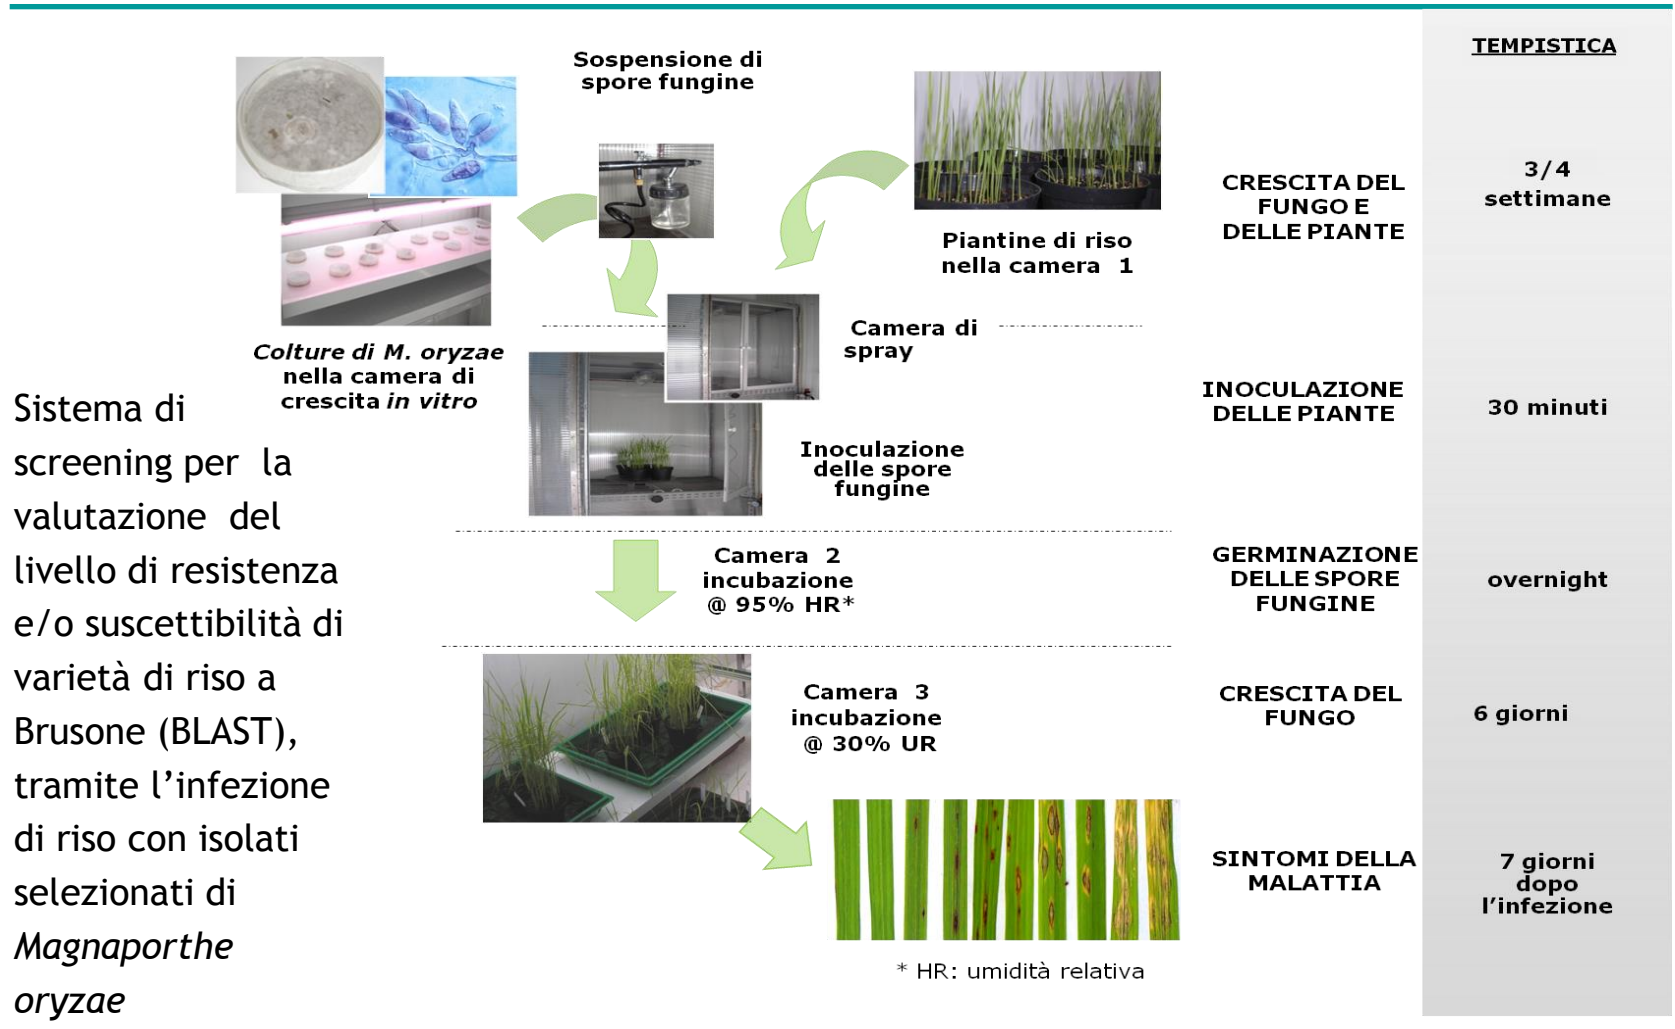 TEMPISTICA
Sospensione di
spore fungine
3/4
settimane
CRESCITA DEL
FUNGO E
DELLE PIANTE
Piantine di riso
nella camera 1
Camera di
spray
Colture di M. oryzae
nella camera di
crescita in vitro
INOCULAZIONE
DELLE PIANTE
30 minuti
Inoculazione
delle spore
fungine
Sistema di
screening per la
valutazione del
livello di resistenza
e/o suscettibilità di
varietà di riso a
Brusone (BLAST),
tramite l’infezione
di riso con isolati
selezionati di
Magnaporthe
oryzae
Camera 2
incubazione
@ 95% HR*
GERMINAZIONE
DELLE SPORE
FUNGINE
overnight
Camera 3
incubazione
@ 30% UR
CRESCITA DEL
FUNGO
6 giorni
SINTOMI DELLA
MALATTIA
7 giorni
dopo
l’infezione
* HR: umidità relativa